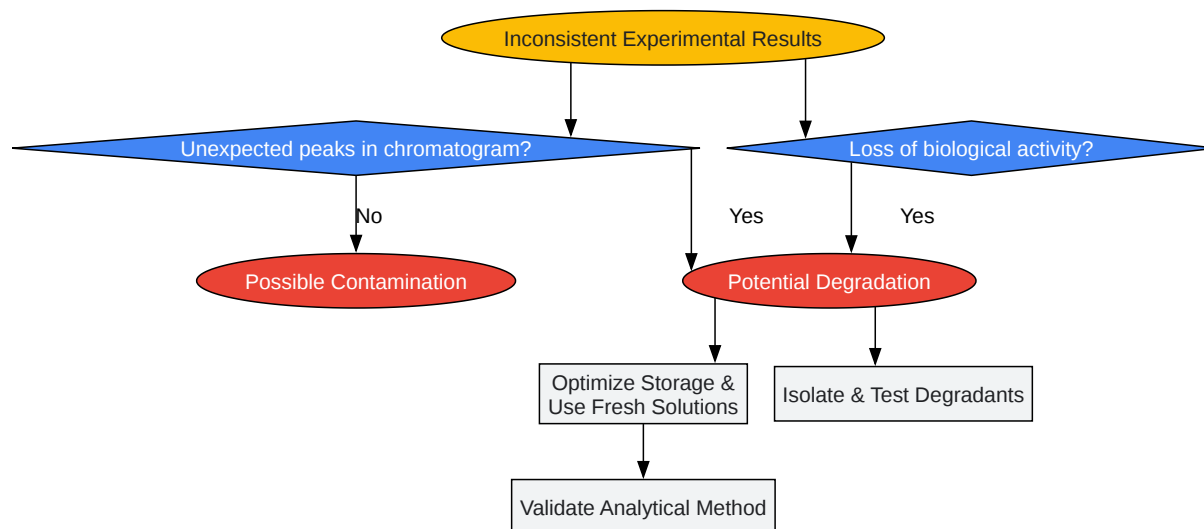 Inconsistent Experimental Results
Unexpected peaks in chromatogram?
Loss of biological activity?
No
Yes
Yes
Possible Contamination
Potential Degradation
Optimize Storage &
Use Fresh Solutions
Isolate & Test Degradants
Validate Analytical Method